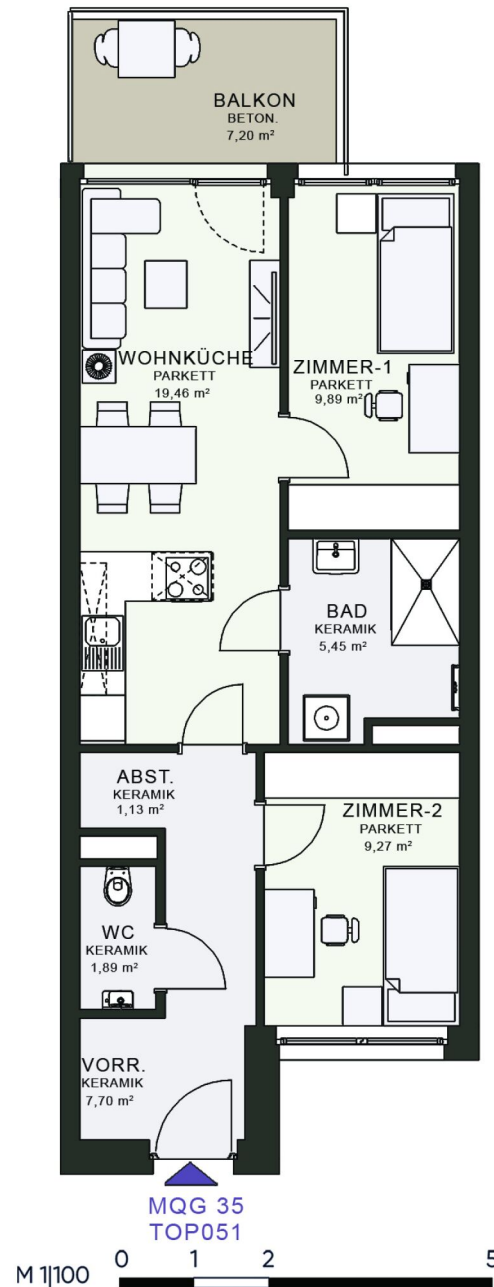 BALKON
BETON.
7,20 m²
WOHNKÜCHE
PARKETT
19,46 m²
ZIMMER-1
PARKETT
9,89 m²
BAD
KERAMIK
5,45 m²
ABST.
KERAMIK
1,13 m²
ZIMMER-2
PARKETT
9,27 m²
WC
KERAMIK
1,89 m²
VORR.
KERAMIK
7,70 m²
MQG 35
TOP051
M 1|100 0 1 2 5